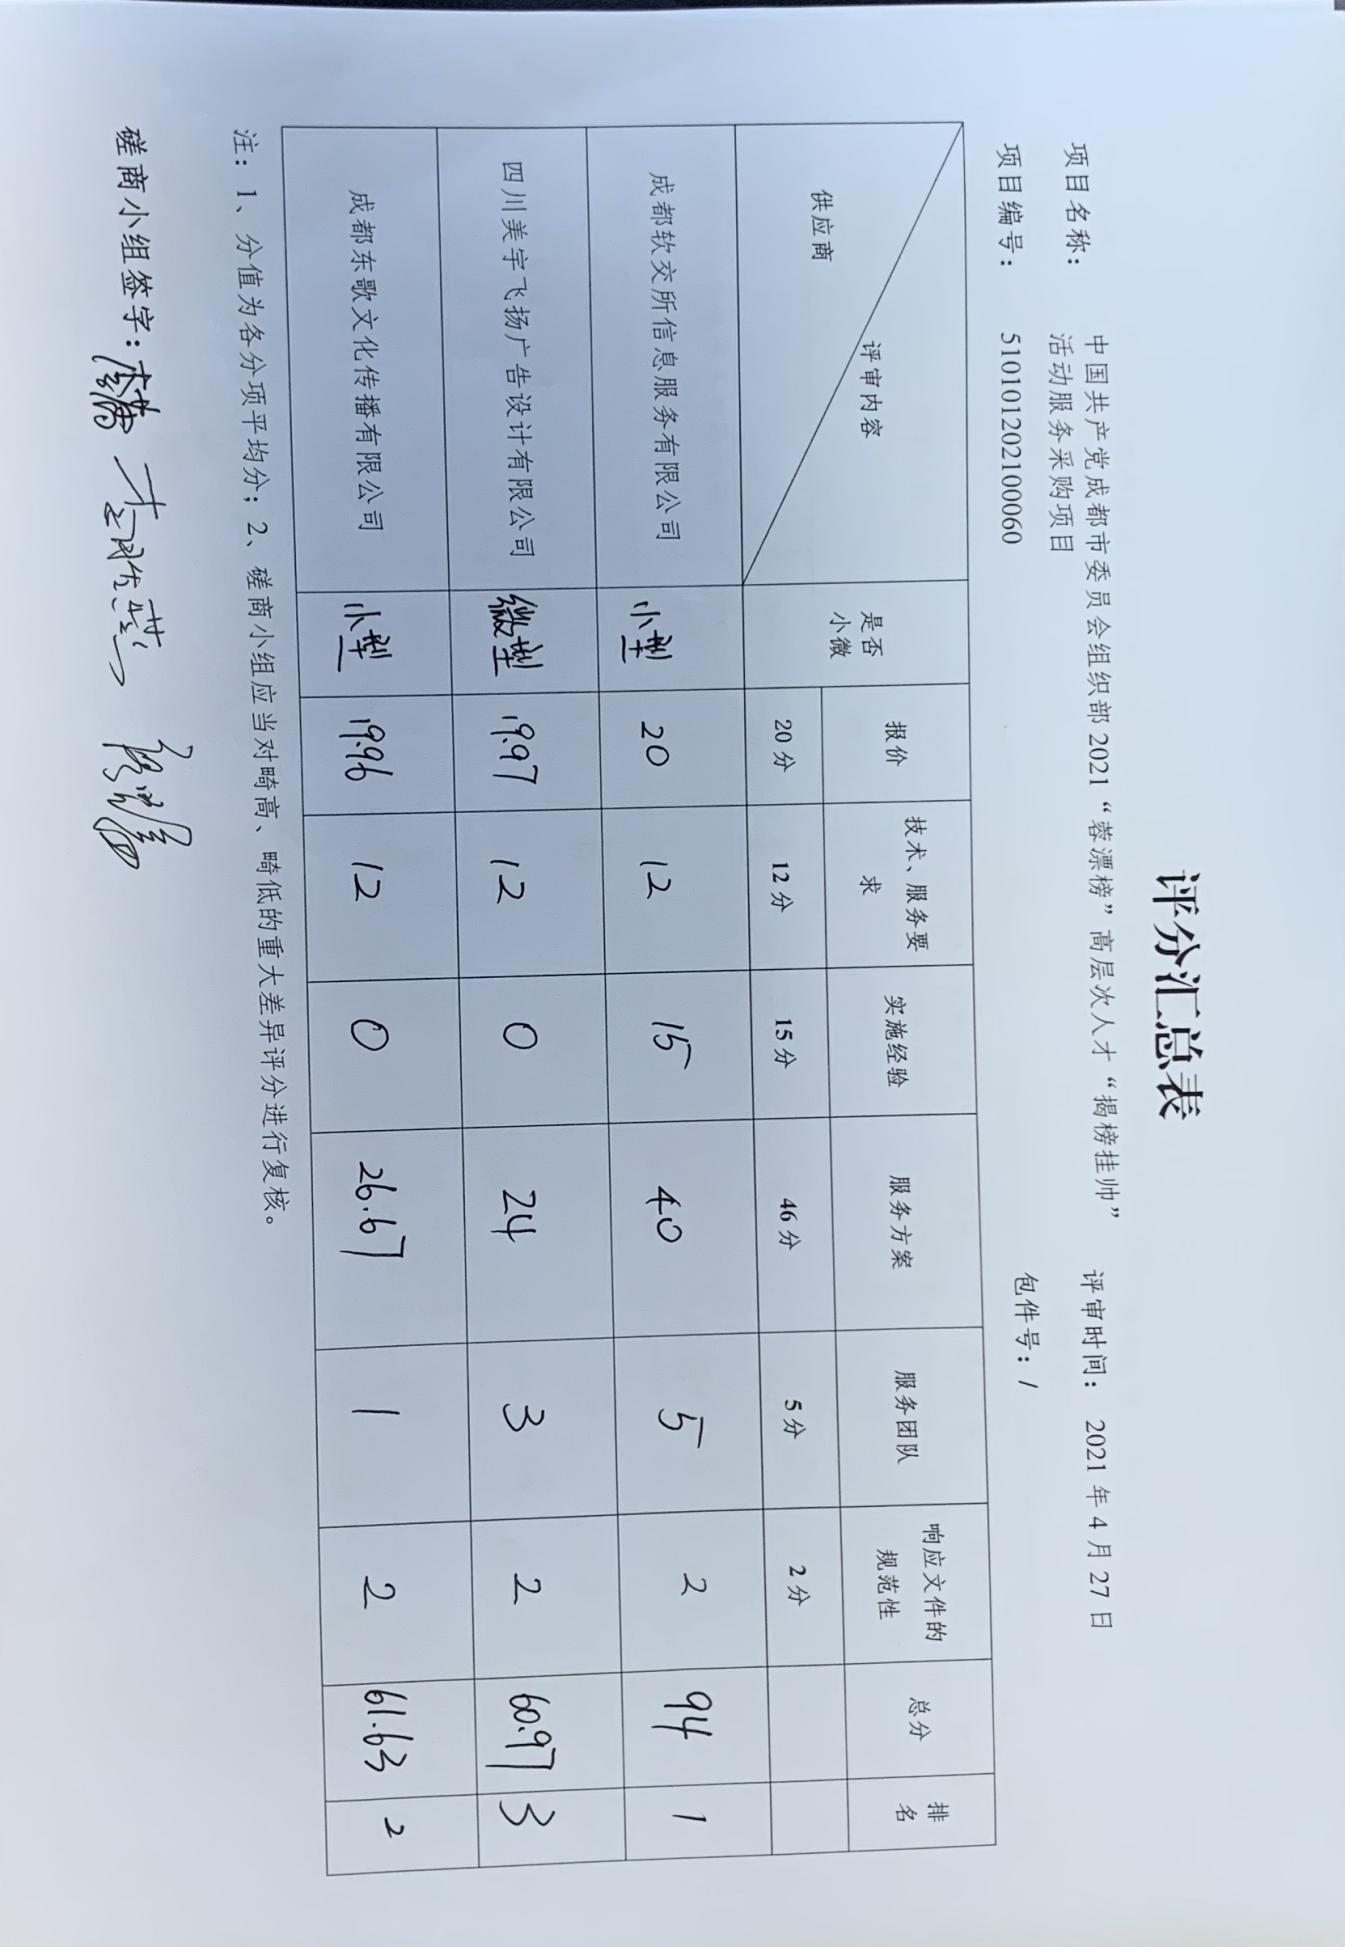 评分汇总表
项目名称： 中国共产党成都市委员会组织部 2021“蓉漂榜”高层次人才“揭榜挂帅” 评审时间： 2021 年 4 月 27 日
活动服务采购项目
项目编号： 510101202100060 包件号：/
评审内容 供应商 是否小微 报价 技术、服务要求 实施经验 服务方案 服务团队 响应文件的规范性 总分 排名
20 分 12 分 15 分 46 分 5 分 2 分
成都软交所信息服务有限公司 小型 20 12 15 40 5 2 94 1
四川美宇飞扬广告设计有限公司 微型 19.97 12 0 24 3 2 60.97 3
成都东歌文化传播有限公司 小型 19.96 12 0 26.67 1 2 61.63 2
注：1、分值为各分项平均分；2、磋商小组应当对畸高、畸低的重大差异评分进行复核。
磋商小组签字：